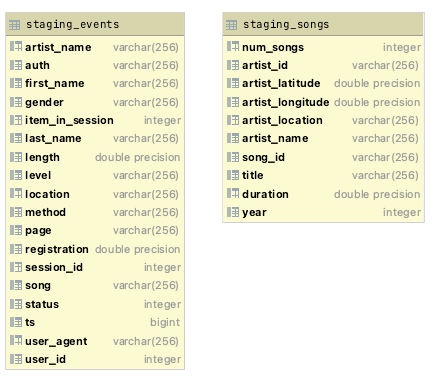 staging_events
artist_name varchar(256)
auth varchar(256)
first_name varchar(256)
gender varchar(256)
item_in_session integer
last_name varchar(256)
length double precision
level varchar(256)
location varchar(256)
method varchar(256)
page varchar(256)
registration double precision
session_id integer
song varchar(256)
status integer
ts bigint
user_agent varchar(256)
user_id integer
staging_songs
num_songs integer
artist_id varchar(256)
artist_latitude double precision
artist_longitude double precision
artist_location varchar(256)
artist_name varchar(256)
song_id varchar(256)
title varchar(256)
duration double precision
year integer